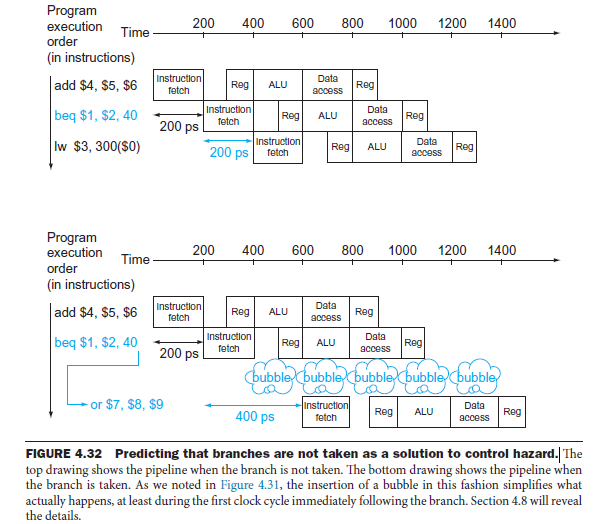 Program
execution
order
(in instructions)
Time
200 400 600 800 1000 1200 1400
add $4, $5, $6
Instruction fetch
Reg
ALU
Data access
Reg
beq $1, $2, 40
200 ps
Instruction fetch
Reg
ALU
Data access
Reg
lw $3, 300($0)
200 ps
Instruction fetch
Reg
ALU
Data access
Reg
Program
execution
order
(in instructions)
Time
200 400 600 800 1000 1200 1400
add $4, $5, $6
Instruction fetch
Reg
ALU
Data access
Reg
beq $1, $2, 40
200 ps
Instruction fetch
Reg
ALU
Data access
Reg
bubble bubble bubble bubble bubble
or $7, $8, $9
400 ps
Instruction fetch
Reg
ALU
Data access
Reg
FIGURE 4.32 Predicting that branches are not taken as a solution to control hazard. The
top drawing shows the pipeline when the branch is not taken. The bottom drawing shows the pipeline when
the branch is taken. As we noted in Figure 4.31, the insertion of a bubble in this fashion simplifies what
actually happens, at least during the first clock cycle immediately following the branch. Section 4.8 will reveal
the details.